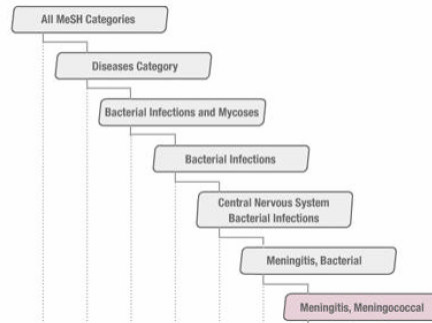 All MeSH Categories
Diseases Category
Bacterial Infections and Mycoses
Bacterial Infections
Central Nervous System
Bacterial Infections
Meningitis, Bacterial
Meningitis, Meningococcal